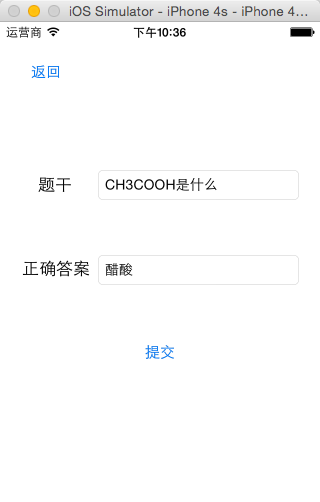 iOS Simulator - iPhone 4s - iPhone 4...
运营商 下午10:36
返回
题干 CH3COOH是什么
正确答案 醋酸
提交